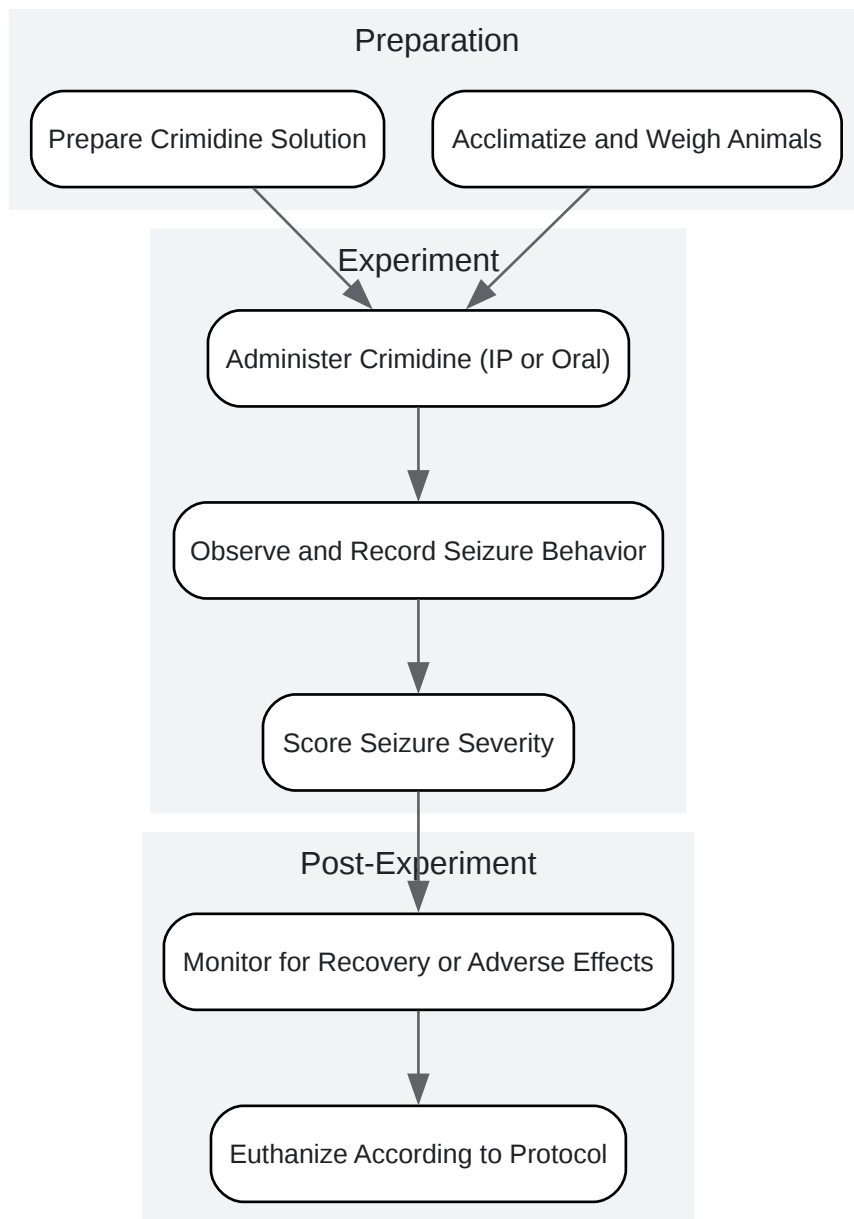 Preparation
Prepare Crimidine Solution
Acclimatize and Weigh Animals
Experiment
Administer Crimidine (IP or Oral)
Observe and Record Seizure Behavior
Score Seizure Severity
Post-Experiment
Monitor for Recovery or Adverse Effects
Euthanize According to Protocol